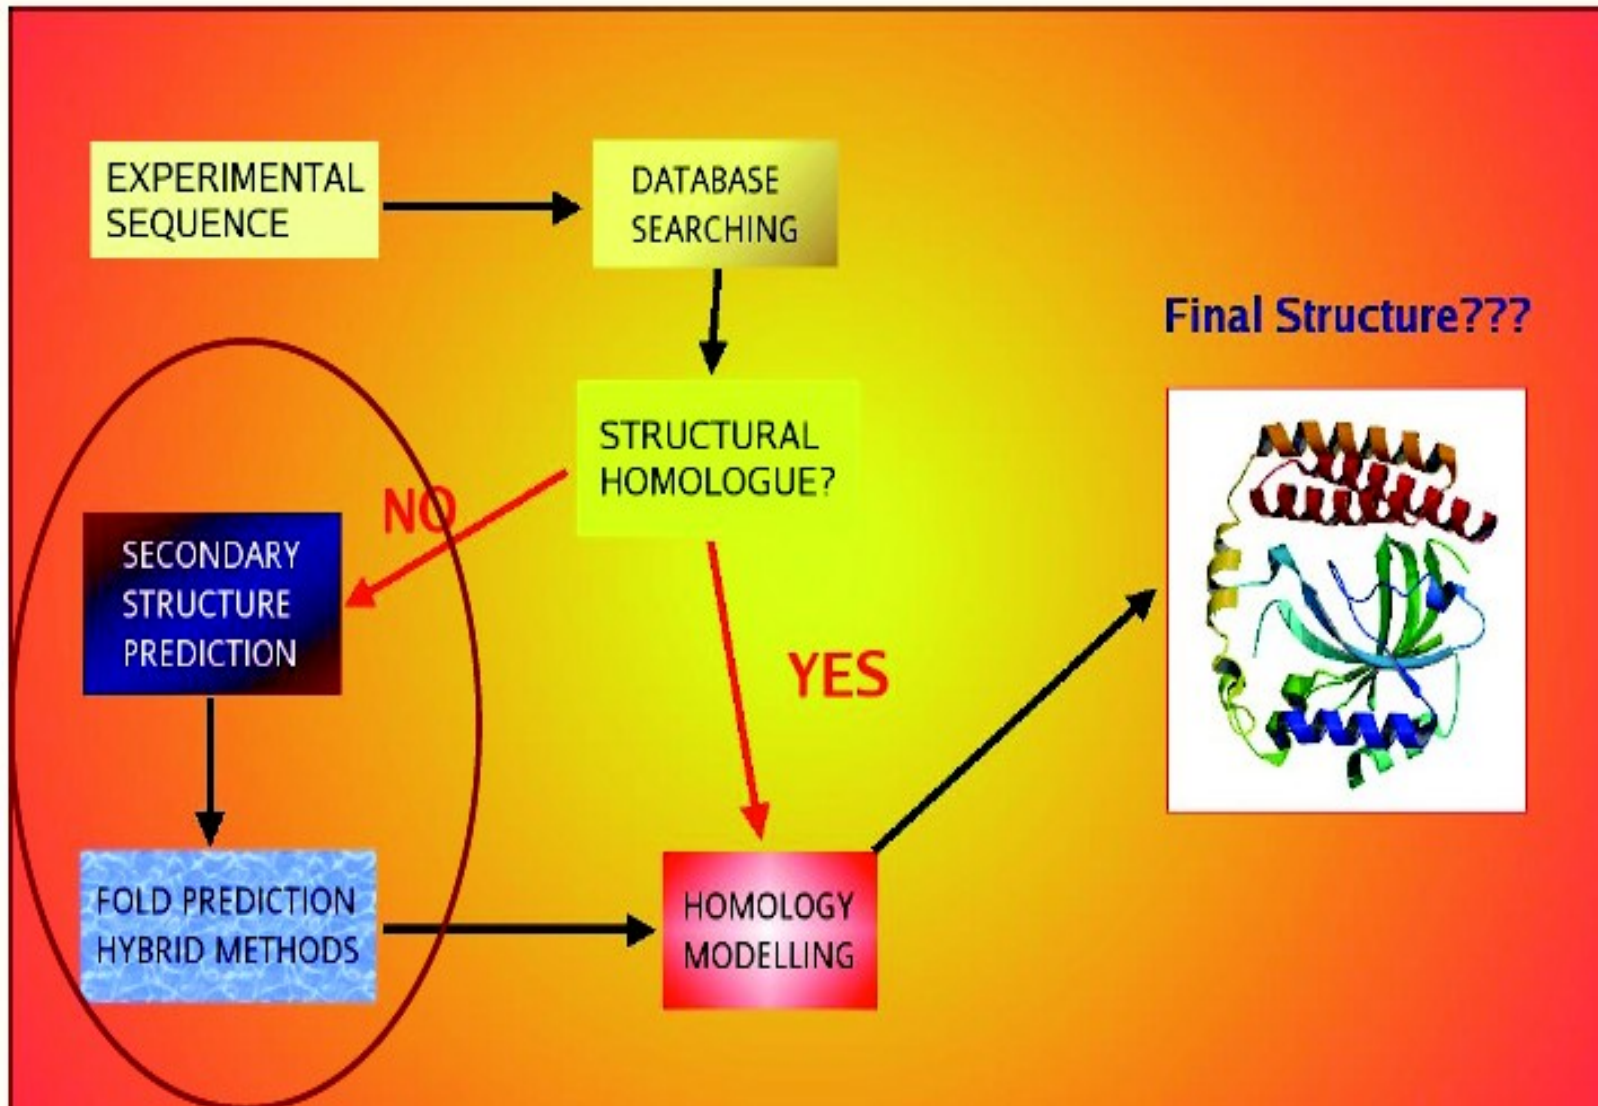 EXPERIMENTAL
SEQUENCE
DATABASE
SEARCHING
Final Structure???
STRUCTURAL
HOMOLOGUE?
NO
SECONDARY
STRUCTURE
PREDICTION
YES
FOLD PREDICTION
HYBRID METHODS
HOMOLOGY
MODELLING